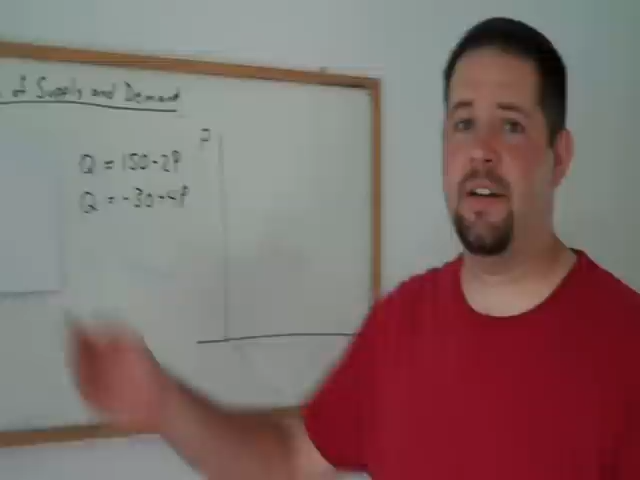 of Supply and Demand
P
Q = 150-2P
Q = -30-4P